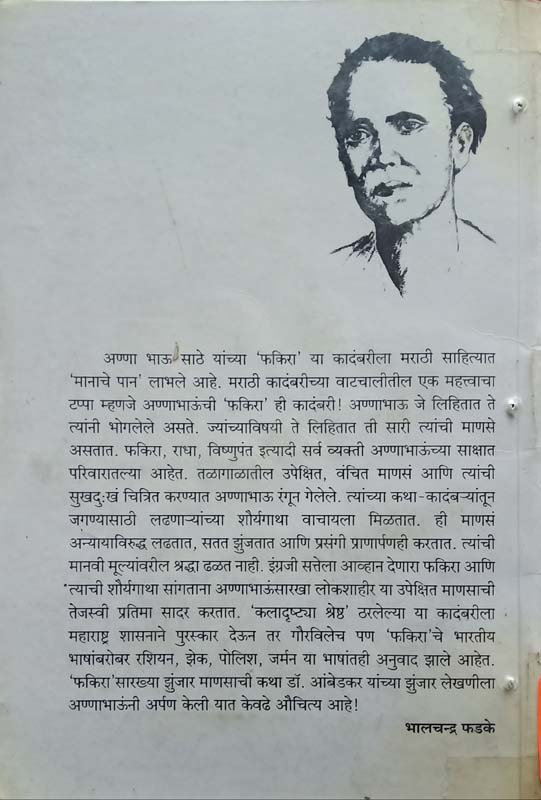 अण्णा भाऊ साठे यांच्या 'फकिरा' या कादंबरीला मराठी साहित्यात
'मानाचे पान' लाभले आहे. मराठी कादंबरीच्या वाटचालीतील एक महत्त्वाचा
टप्पा म्हणजे अण्णाभाऊंची 'फकिरा' ही कादंबरी! अण्णाभाऊ जे लिहितात ते
त्यांनी भोगलेले असते. ज्यांच्याविषयी ते लिहितात ती सारी त्यांची माणसे
असतात. फकिरा, राधा, विष्णुपंत इत्यादी सर्व व्यक्ती अण्णाभाऊंच्या साक्षात
परिवारातल्या आहेत. तळागाळातील उपेक्षित, वंचित माणसं आणि त्यांची
सुखदुःखं चित्रित करण्यात अण्णाभाऊ रंगून गेलेले. त्यांच्या कथा-कादंबऱ्यांतून
जगण्यासाठी लढणाऱ्यांच्या शौर्यगाथा वाचायला मिळतात. ही माणसं
अन्यायाविरुद्ध लढतात, सतत झुंजतात आणि प्रसंगी प्राणार्पणही करतात. त्यांची
मानवी मूल्यांवरील श्रद्धा ढळत नाही. इंग्रजी सत्तेला आव्हान देणारा फकिरा आणि
त्याची शौर्यगाथा सांगताना अण्णाभाऊंसारखा लोकशाहीर या उपेक्षित माणसाची
तेजस्वी प्रतिमा सादर करतात. 'कलादृष्ट्या श्रेष्ठ' ठरलेल्या या कादंबरीला
महाराष्ट्र शासनाने पुरस्कार देऊन तर गौरविलेच पण 'फकिरा'चे भारतीय
भाषांबरोबर रशियन, झेक, पोलिश, जर्मन या भाषांतही अनुवाद झाले आहेत.
'फकिरा'सारख्या झुंजार माणसाची कथा डॉ. आंबेडकर यांच्या झुंजार लेखणीला
अण्णाभाऊंनी अर्पण केली यात केवढे औचित्य आहे!
भालचन्द्र फडके